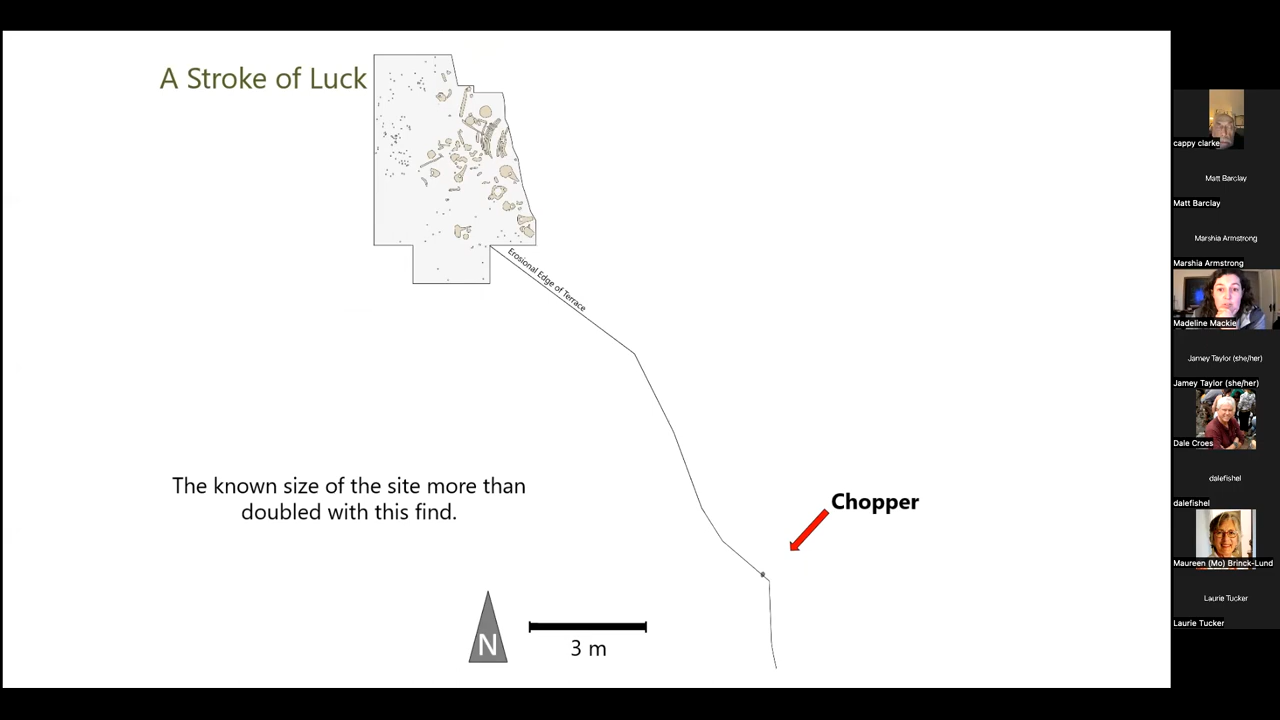 A Stroke of Luck
Erosional Edge of Terrace
Chopper
The known size of the site more than
doubled with this find.
N
3 m
cappy clarke
Matt Barclay
Matt Barclay
Marshia Armstrong
Marshia Armstrong
Madeline Mackie
Jamey Taylor (she/her)
Jamey Taylor (she/her)
Dale Croes
dalefishel
dalefishel
Maureen (Mo) Brinck-Lund
Laurie Tucker
Laurie Tucker